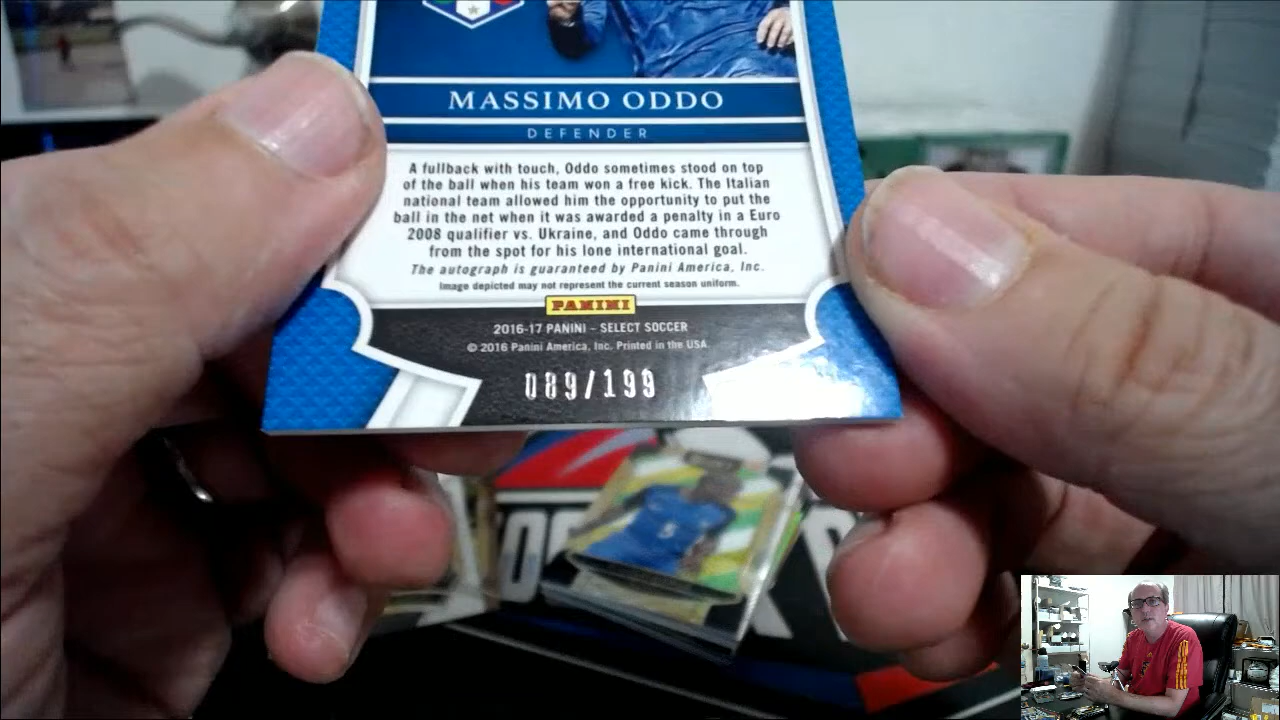 MASSIMO ODDO
DEFENDER
A fullback with touch, Oddo sometimes stood on top
of the ball when his team won a free kick. The Italian
national team allowed him the opportunity to put the
ball in the net when it was awarded a penalty in a Euro
2008 qualifier vs. Ukraine, and Oddo came through
from the spot for his lone international goal.
The autograph is guaranteed by Panini America, Inc.
Image depicted may not represent the current season uniform.
PANINI
2016-17 PANINI – SELECT SOCCER
© 2016 Panini America, Inc. Printed in the USA.
089/199